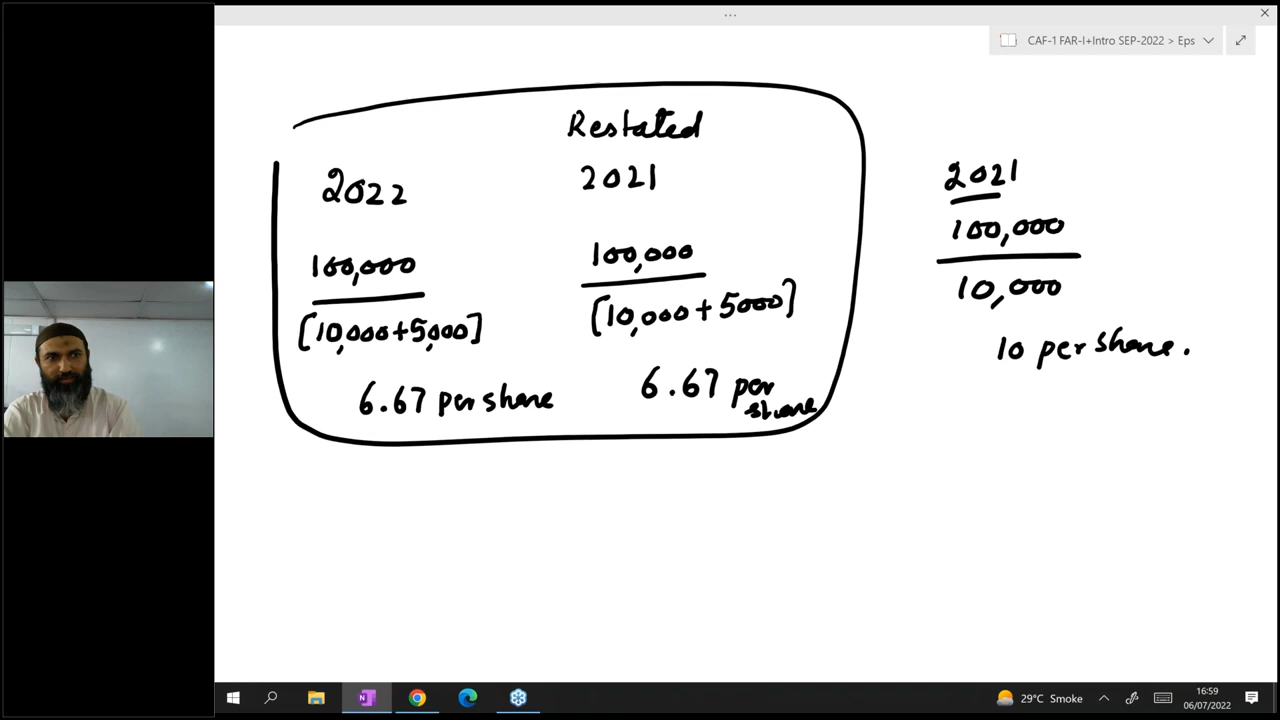 CAF-1 FAR-I+Intro SEP-2022 > Eps
Restated
2022
2021
100,000
[10,000+5,000]
6.67 per share
100,000
[10,000+5000]
6.67 per
share
2021
100,000
10,000
10 per share.
29°C Smoke
16:59
06/07/2022